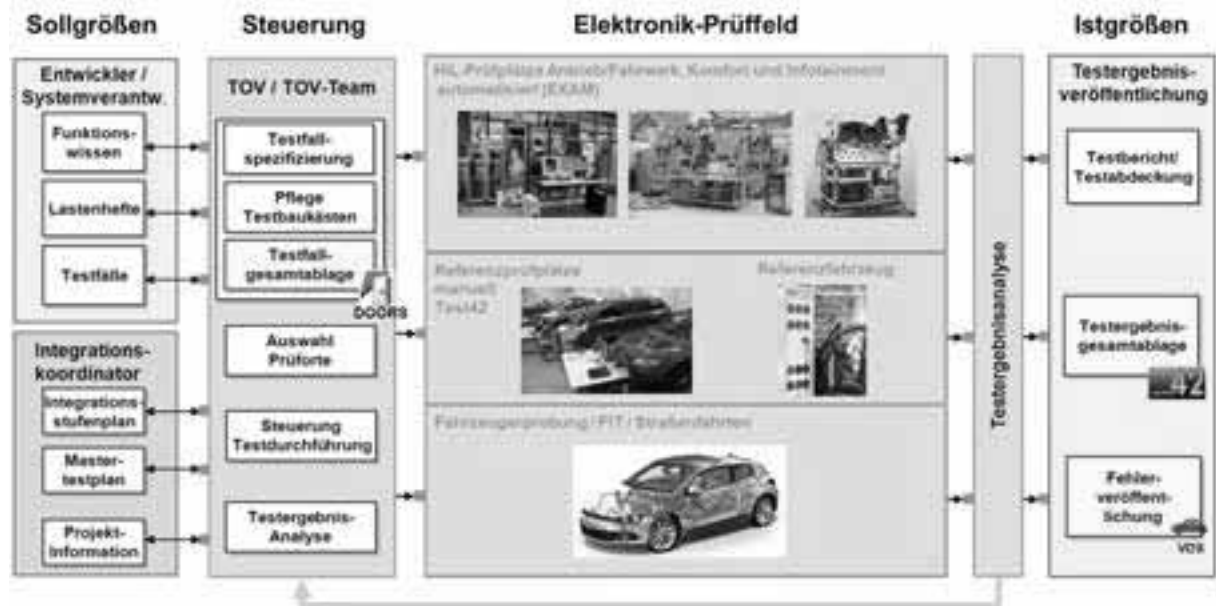 Sollgrößen
Steuerung
Elektronik-Prüffeld
Istgrößen
Entwickler /
Systemverantw.
Funktions-
wissen
Lastenhefte
Testfälle
Integrations-
koordinator
Integrations-
stufenplan
Master-
testplan
Projekt-
Information
TOV / TOV-Team
Testfall-
spezifizierung
Pflege
Testbaukästen
Testfall-
gesamtablage
DOORS
Auswahl
Prüforte
Steuerung
Testdurchführung
Testergebnis-
Analyse
HiL-Prüfplätze Antrieb/Fahrwerk, Komfort und Infotainment
automatisiert (EXAM)
Referenzprüfplätze
manuell
Test42
Referenzfahrzeug
Fahrzeugerprobung / FIT / Straßenfahrten
Testergebnisanalyse
Testergebnis-
veröffentlichung
Testbericht/
Testabdeckung
Testergebnis-
gesamtablage
42
Fehler-
veröffent-
lichung